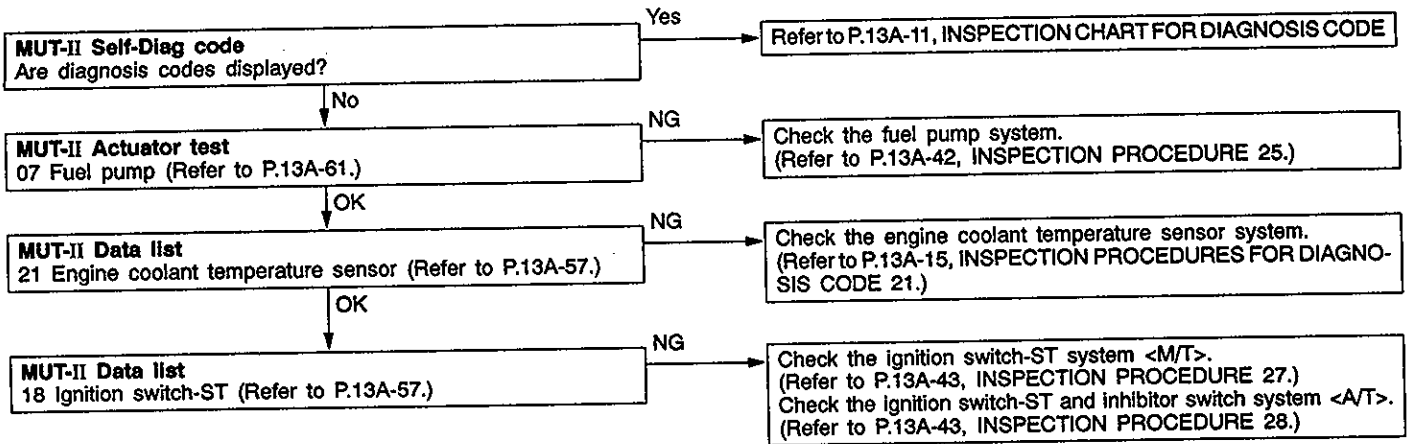 Yes
MUT-II Self-Diag code
Are diagnosis codes displayed?
Refer to P.13A-11, INSPECTION CHART FOR DIAGNOSIS CODE
No
NG
MUT-II Actuator test
07 Fuel pump (Refer to P.13A-61.)
Check the fuel pump system.
(Refer to P.13A-42, INSPECTION PROCEDURE 25.)
OK
NG
MUT-II Data list
21 Engine coolant temperature sensor (Refer to P.13A-57.)
Check the engine coolant temperature sensor system.
(Refer to P.13A-15, INSPECTION PROCEDURES FOR DIAGNO-
SIS CODE 21.)
OK
NG
MUT-II Data list
18 Ignition switch-ST (Refer to P.13A-57.)
Check the ignition switch-ST system <M/T>.
(Refer to P.13A-43, INSPECTION PROCEDURE 27.)
Check the ignition switch-ST and inhibitor switch system <A/T>.
(Refer to P.13A-43, INSPECTION PROCEDURE 28.)